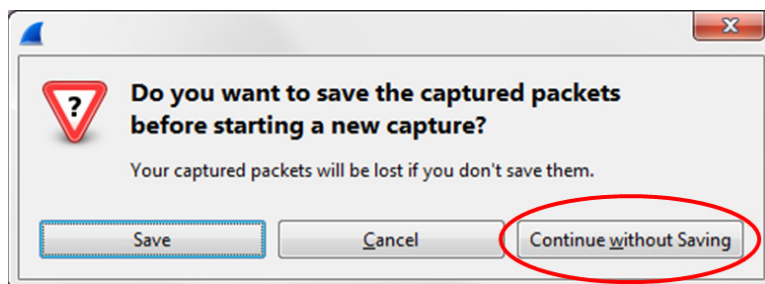 Do you want to save the captured packets
before starting a new capture?
Your captured packets will be lost if you don't save them.
Save
Cancel
Continue without Saving